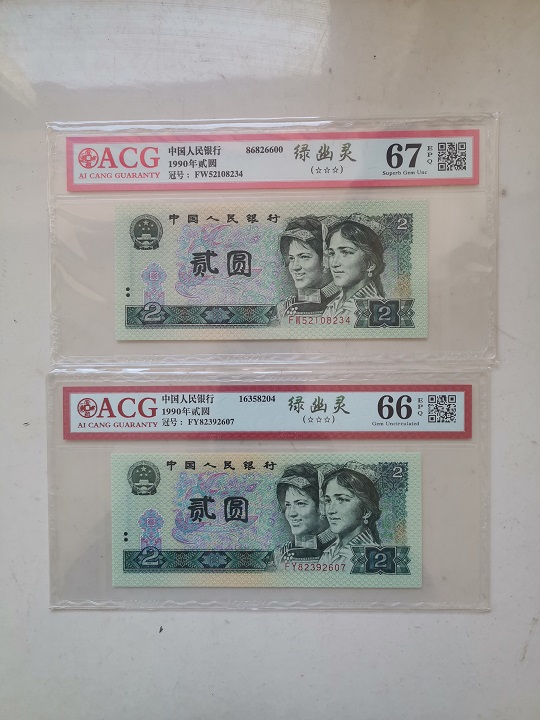 ACG
AI CANG GUARANTY
中国人民银行 86826600
1990年贰圆
冠号：FW52108234
绿幽灵
(☆☆☆)
67 EPQ
Superb Gem Unc
中国人民银行
贰圆
2
2
2
FW52108234
ACG
AI CANG GUARANTY
中国人民银行 16358204
1990年贰圆
冠号：FY82392607
绿幽灵
(☆☆☆)
66 EPQ
Gem Uncirculated
中国人民银行
贰圆
2
2
2
FY82392607